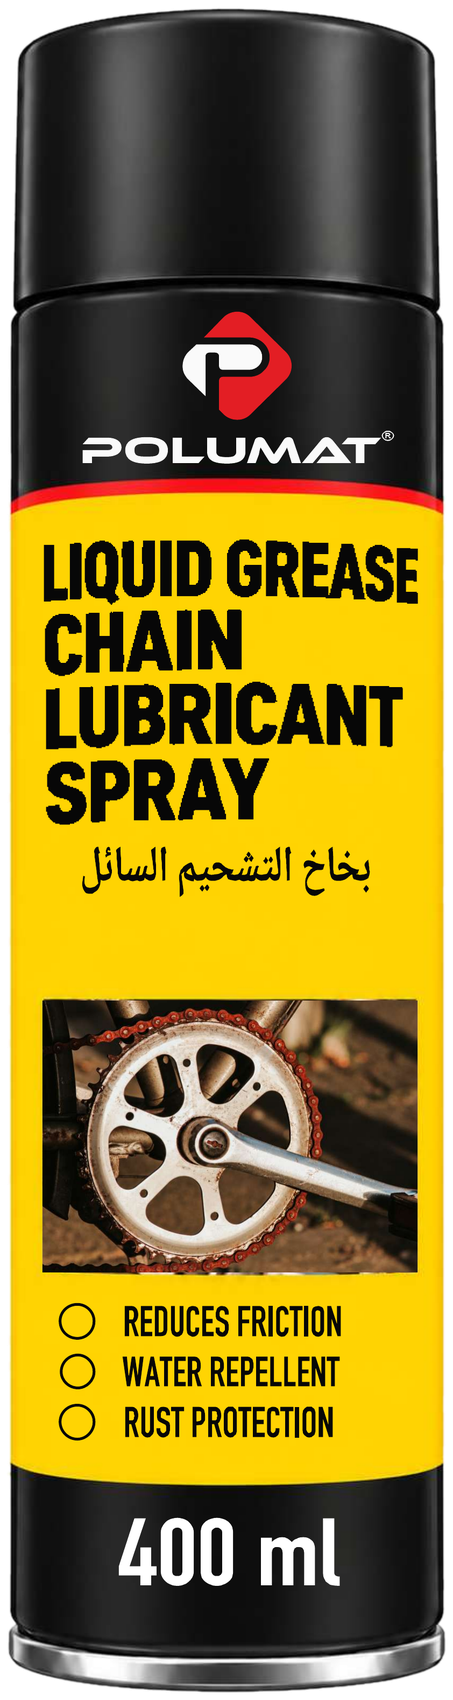 POLUMAT®
LIQUID GREASE
CHAIN
LUBRICANT
SPRAY
بخاخ التشحيم السائل
REDUCES FRICTION
WATER REPELLENT
RUST PROTECTION
400 ml